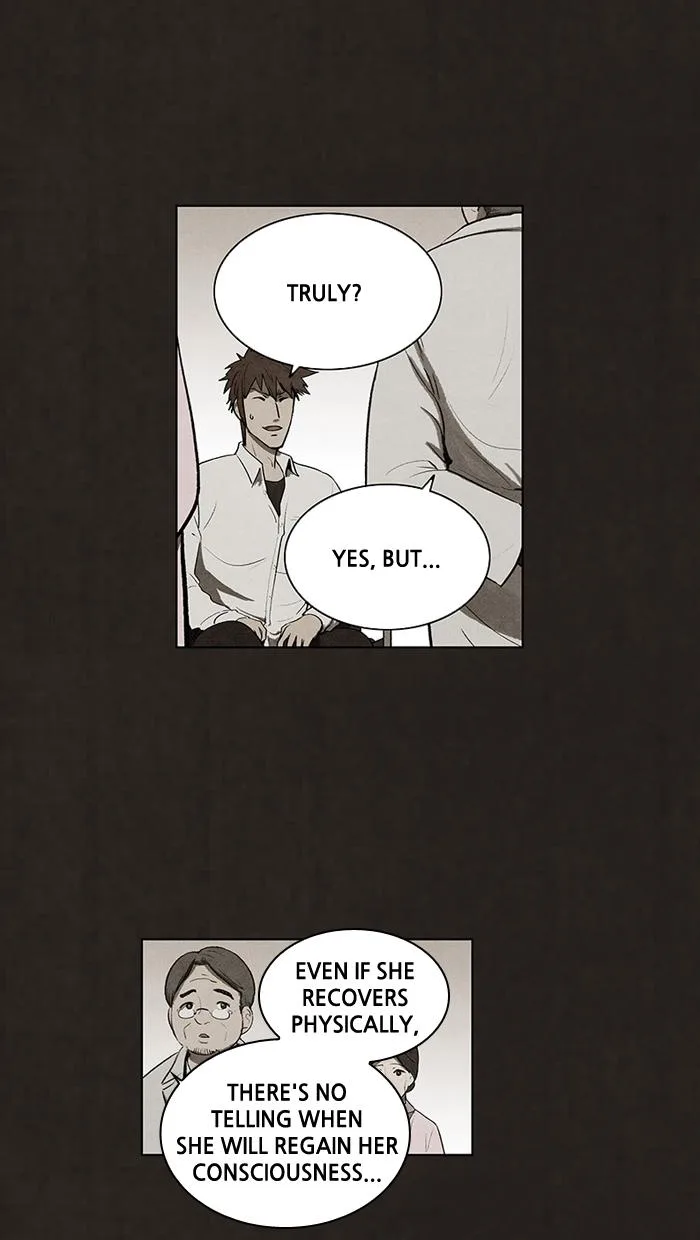 TRULY?
YES, BUT...
EVEN IF SHE
RECOVERS
PHYSICALLY,
THERE'S NO
TELLING WHEN
SHE WILL REGAIN HER
CONSCIOUSNESS...